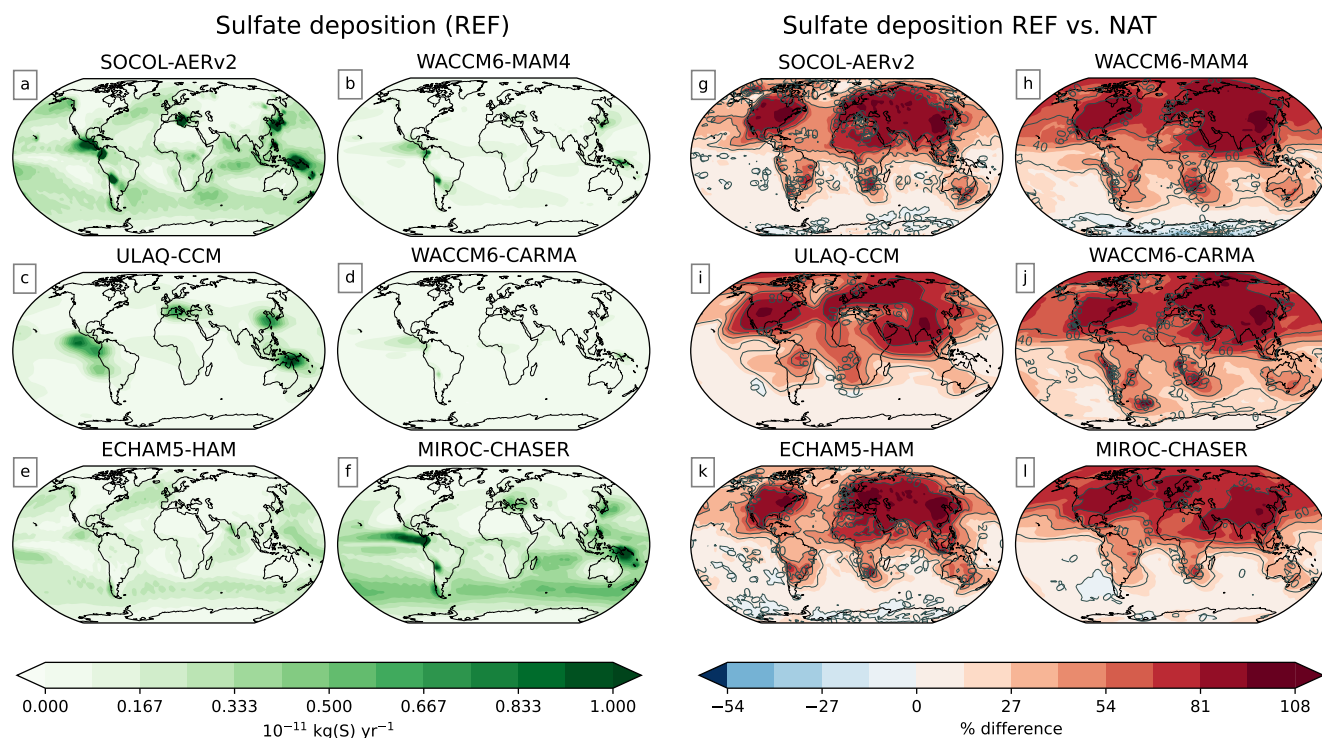 Sulfate deposition (REF)
Sulfate deposition REF vs. NAT
SOCOL-AERv2
WACCM6-MAM4
SOCOL-AERv2
WACCM6-MAM4
a
b
g
h
ULAQ-CCM
WACCM6-CARMA
ULAQ-CCM
WACCM6-CARMA
c
d
i
j
ECHAM5-HAM
MIROC-CHASER
ECHAM5-HAM
MIROC-CHASER
e
f
k
l
0.000 0.167 0.333 0.500 0.667 0.833 1.000
10⁻¹¹ kg(S) yr⁻¹
−54 −27 0 27 54 81 108
% difference